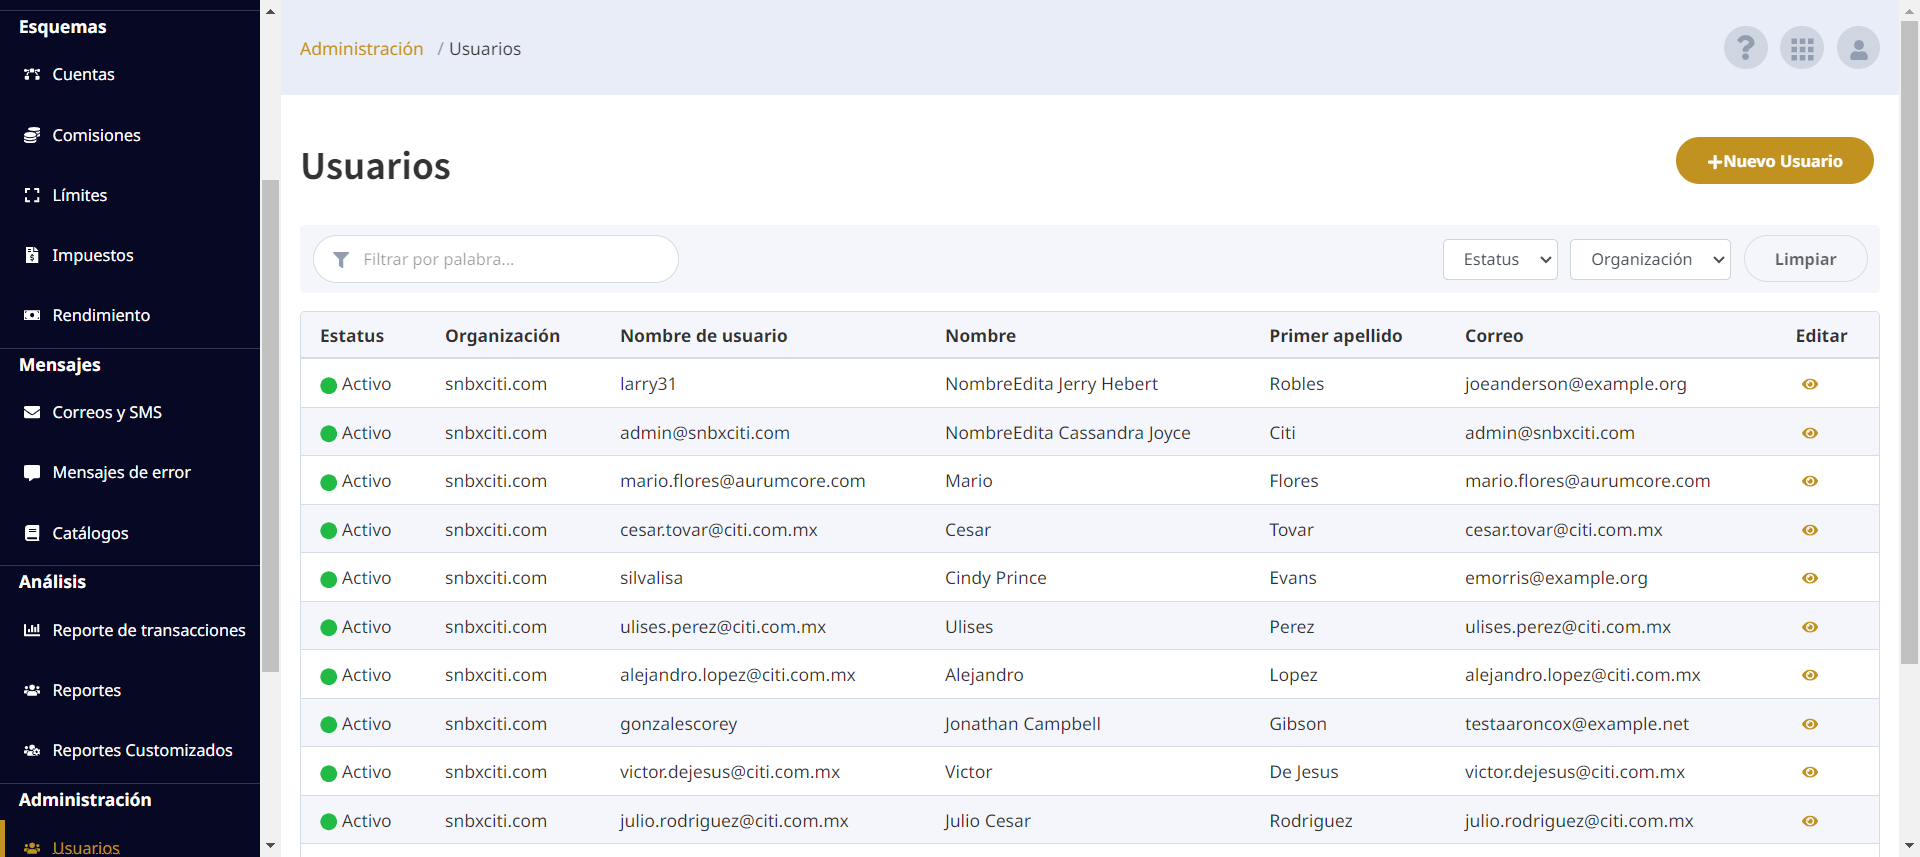 Esquemas
Cuentas
Comisiones
Límites
Impuestos
Rendimiento
Mensajes
Correos y SMS
Mensajes de error
Catálogos
Análisis
Reporte de transacciones
Reportes
Reportes Customizados
Administración
Usuarios
Administración / Usuarios
Usuarios
+Nuevo Usuario
Filtrar por palabra...
Estatus
Organización
Limpiar
Estatus Organización Nombre de usuario Nombre Primer apellido Correo Editar
Activo snbxciti.com larry31 NombreEdita Jerry Hebert Robles joeanderson@example.org
Activo snbxciti.com admin@snbxciti.com NombreEdita Cassandra Joyce Citi admin@snbxciti.com
Activo snbxciti.com mario.flores@aurumcore.com Mario Flores mario.flores@aurumcore.com
Activo snbxciti.com cesar.tovar@citi.com.mx Cesar Tovar cesar.tovar@citi.com.mx
Activo snbxciti.com silvalisa Cindy Prince Evans emorris@example.org
Activo snbxciti.com ulises.perez@citi.com.mx Ulises Perez ulises.perez@citi.com.mx
Activo snbxciti.com alejandro.lopez@citi.com.mx Alejandro Lopez alejandro.lopez@citi.com.mx
Activo snbxciti.com gonzalescorey Jonathan Campbell Gibson testaaroncox@example.net
Activo snbxciti.com victor.dejesus@citi.com.mx Victor De Jesus victor.dejesus@citi.com.mx
Activo snbxciti.com julio.rodriguez@citi.com.mx Julio Cesar Rodriguez julio.rodriguez@citi.com.mx